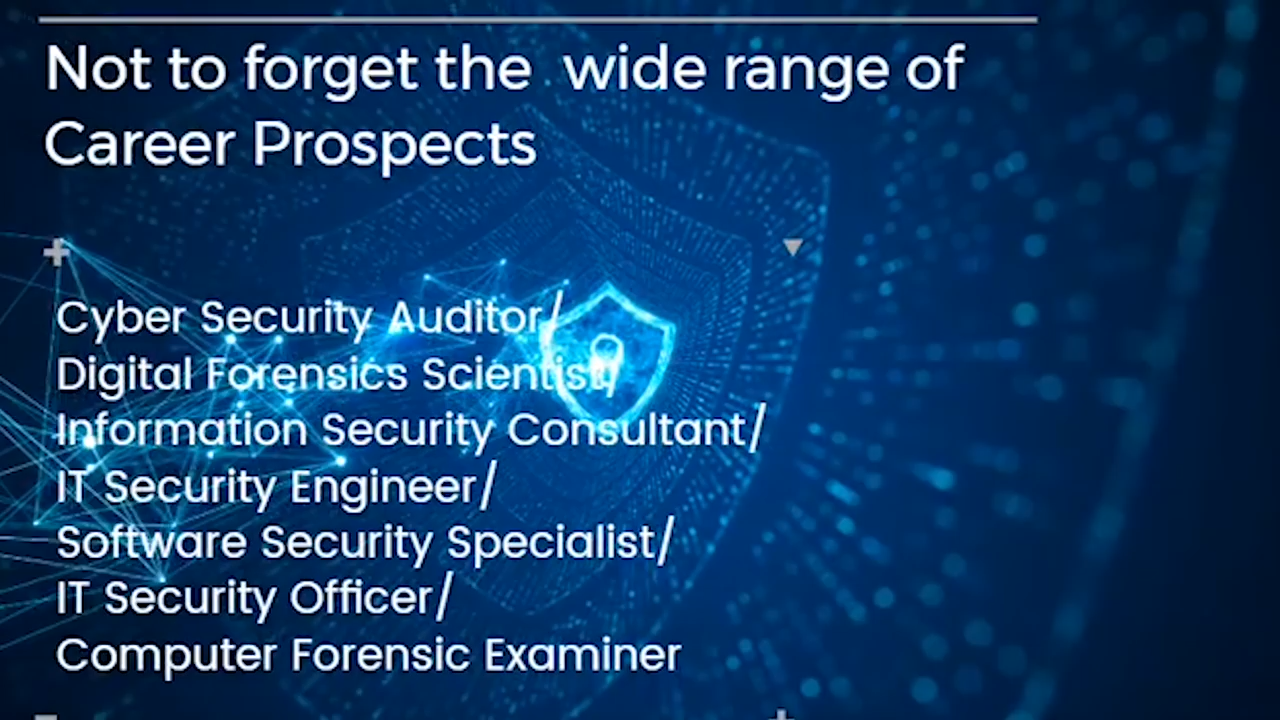 Not to forget the  wide range of
Career Prospects
Cyber Security Auditor/
Digital Forensics Scientist/
Information Security Consultant/
IT Security Engineer/
Software Security Specialist/
IT Security Officer/
Computer Forensic Examiner